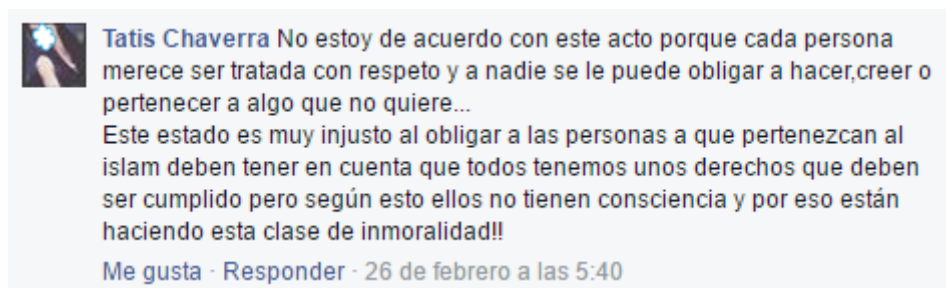 Tatis Chaverra No estoy de acuerdo con este acto porque cada persona
merece ser tratada con respeto y a nadie se le puede obligar a hacer,creer o
pertenecer a algo que no quiere...
Este estado es muy injusto al obligar a las personas a que pertenezcan al
islam deben tener en cuenta que todos tenemos unos derechos que deben
ser cumplido pero según esto ellos no tienen consciencia y por eso están
haciendo esta clase de inmoralidad!!
Me gusta · Responder · 26 de febrero a las 5:40